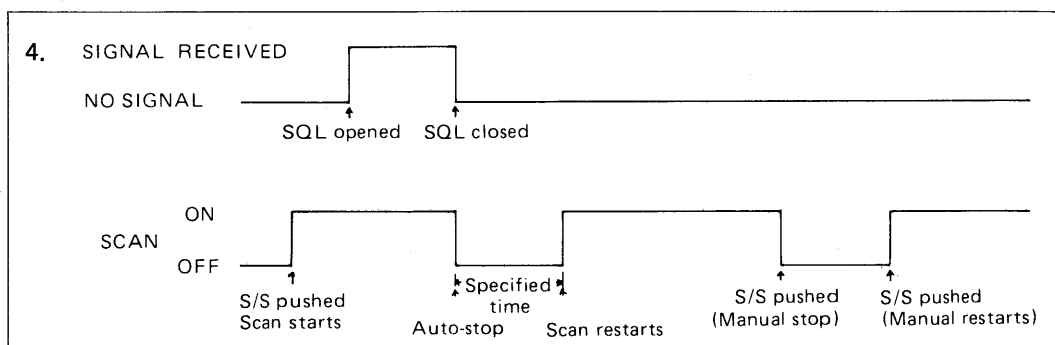 4. SIGNAL RECEIVED
NO SIGNAL
SQL opened SQL closed
ON
SCAN
OFF
Specified
time
S/S pushed
Scan starts
Auto-stop
Scan restarts
S/S pushed
(Manual stop)
S/S pushed
(Manual restarts)